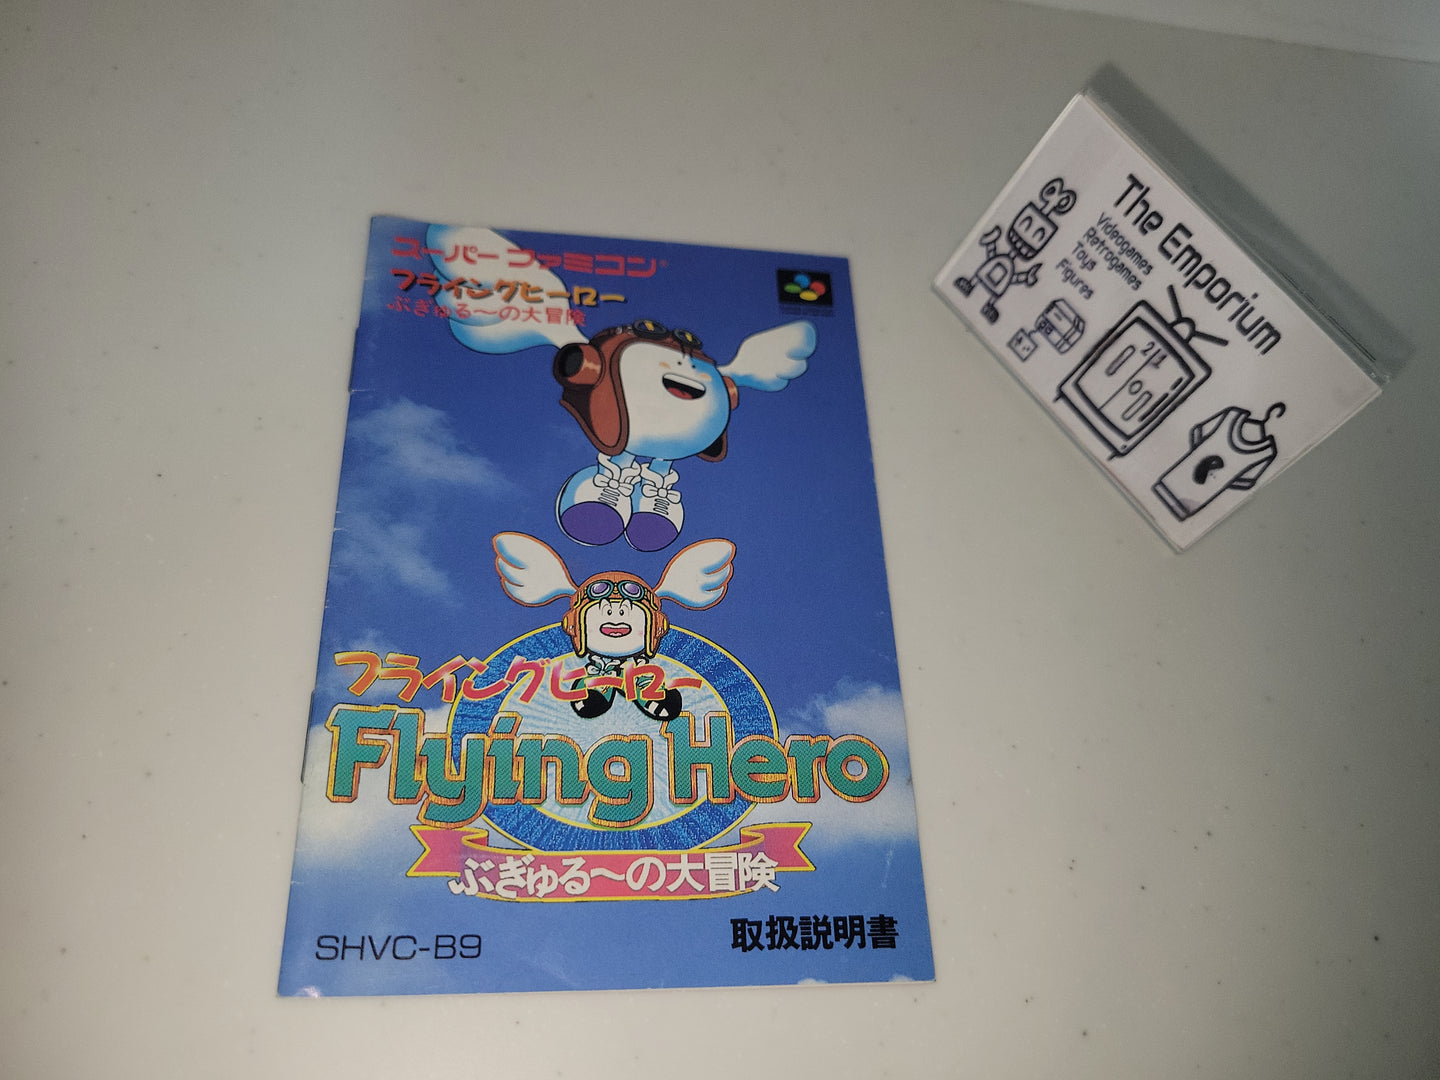 スーパーファミコン®
フライングヒーロー
ぶぎゅる〜の大冒険
フライングヒーロー
Flying Hero
ぶぎゅる〜の大冒険
SHVC-B9
取扱説明書
The Emporium
Videogames
Retrogames
Toys
Figures